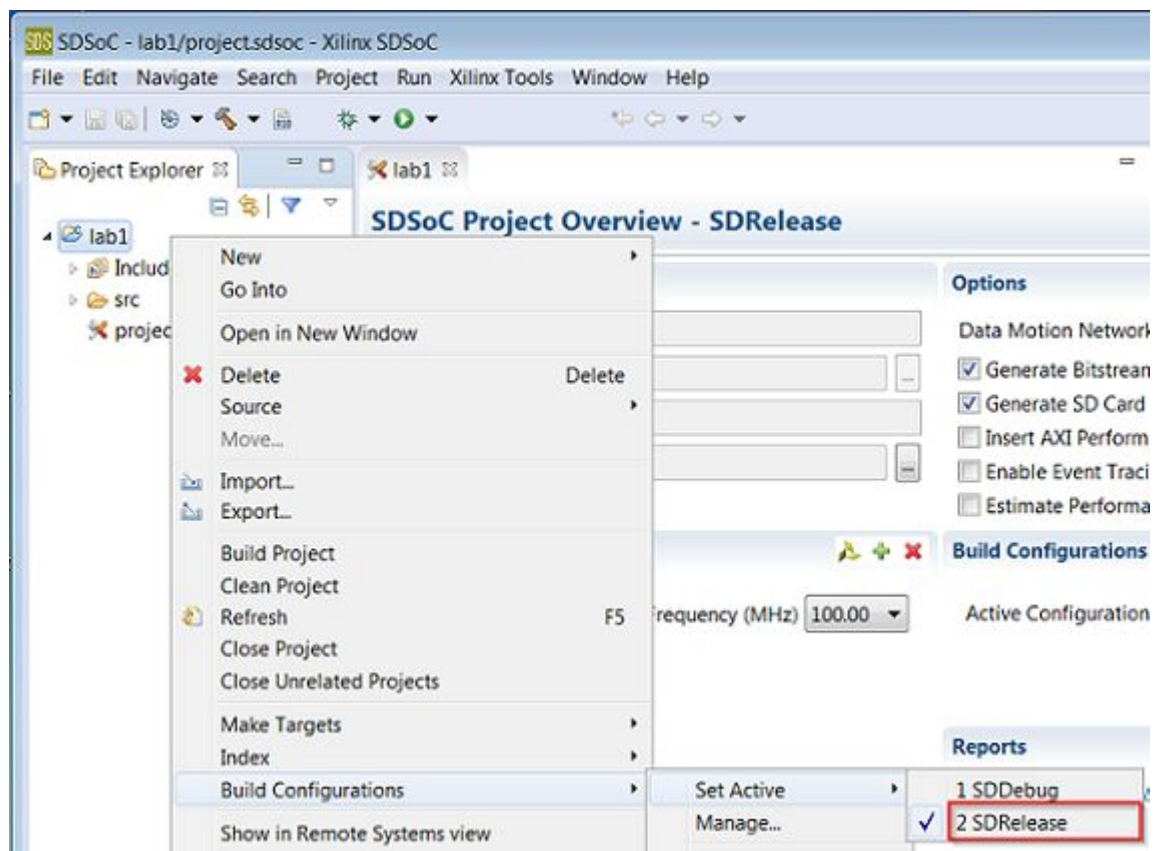 SDS SDSoC - lab1/project.sdsoc - Xilinx SDSoC
File Edit Navigate Search Project Run Xilinx Tools Window Help
Project Explorer
lab1
SDSoC Project Overview - SDRelease
lab1
Includ
src
projec
New
Go Into
Open in New Window
Delete Delete
Source
Move...
Import...
Export...
Build Project
Clean Project
Refresh F5
Close Project
Close Unrelated Projects
Make Targets
Index
Build Configurations
Show in Remote Systems view
Set Active
Manage...
1 SDDebug
2 SDRelease
requency (MHz) 100.00
Options
Data Motion Network
Generate Bitstream
Generate SD Card
Insert AXI Perform
Enable Event Traci
Estimate Performa
Build Configurations
Active Configuration
Reports